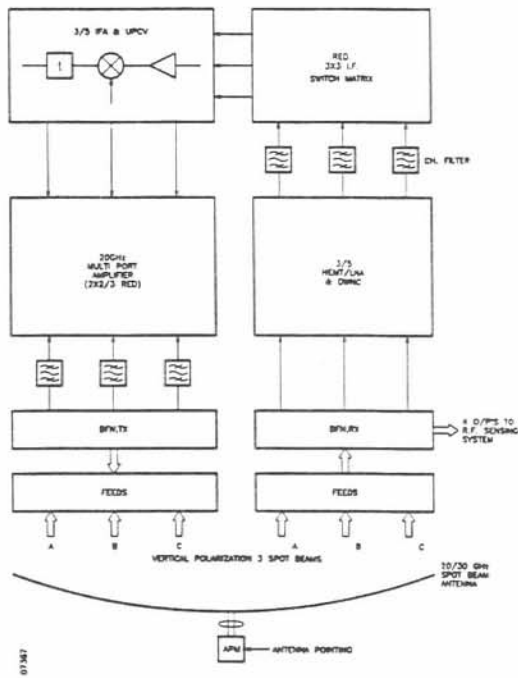 3/5 IFA & UPCV
t
RED
3X3 I.F.
SWITCH MATRIX
CH. FILTER
20GHz
MULTI PORT
AMPLIFIER
(2X2/3 RED)
3/5
HEMT/LNA
& DWNC
BFN,TX
BFN,RX
O/P'S TO
R.F. SENSING
SYSTEM
FEEDS
FEEDS
A
B
C
A
B
C
VERTICAL POLARIZATION 3 SPOT BEAMS.
20/30 GHz
SPOT BEAM
ANTENNA
APM
ANTENNA POINTING
07367